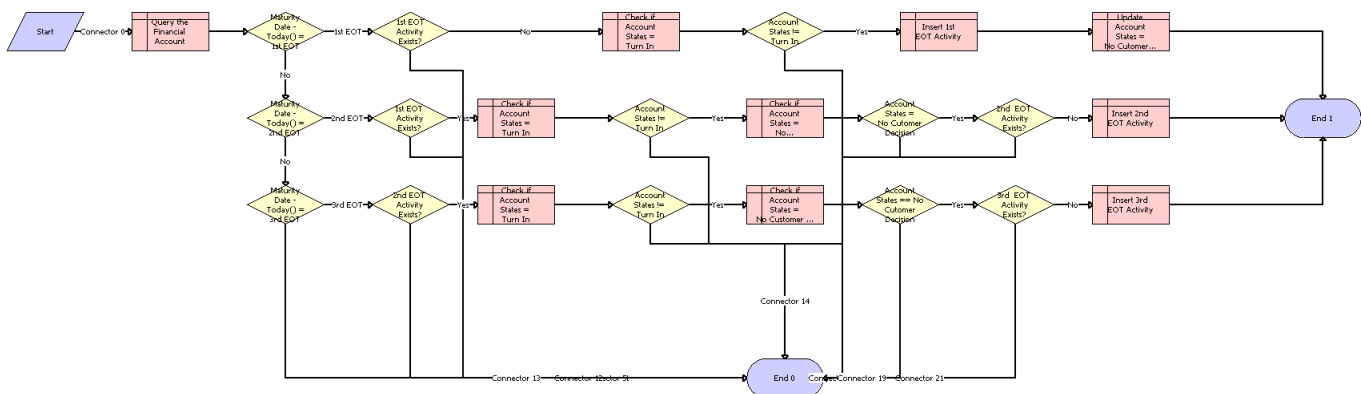 Start
Connector 0
Query the
Financial
Account
Maturity
Date -
Today() =
1st EOT
1st EOT
1st EOT
Activity
Exists?
No
Check if
Account
States =
Turn In
Account
States !=
Turn In
Yes
Insert 1st
EOT Activity
Update
Account
States =
No Cutomer...
No
Maturity
Date -
Today() =
2nd EOT
2nd EOT
1st EOT
Activity
Exists?
Yes
Check if
Account
States =
Turn In
Account
States !=
Turn In
Yes
Check if
Account
States =
No...
Account
States =
No Cutomer
Decision
Yes
2nd EOT
Activity
Exists?
No
Insert 2nd
EOT Activity
End 1
No
Maturity
Date -
Today() =
3rd EOT
3rd EOT
2nd EOT
Activity
Exists?
Yes
Check if
Account
States =
Turn In
Account
States !=
Turn In
Yes
Check if
Account
States =
No Customer ...
Account
States == No
Cutomer
Decision
Yes
3rd EOT
Activity
Exists?
No
Insert 3rd
EOT Activity
Connector 14
Connector 13
End 0
Connector 19
Connector 21